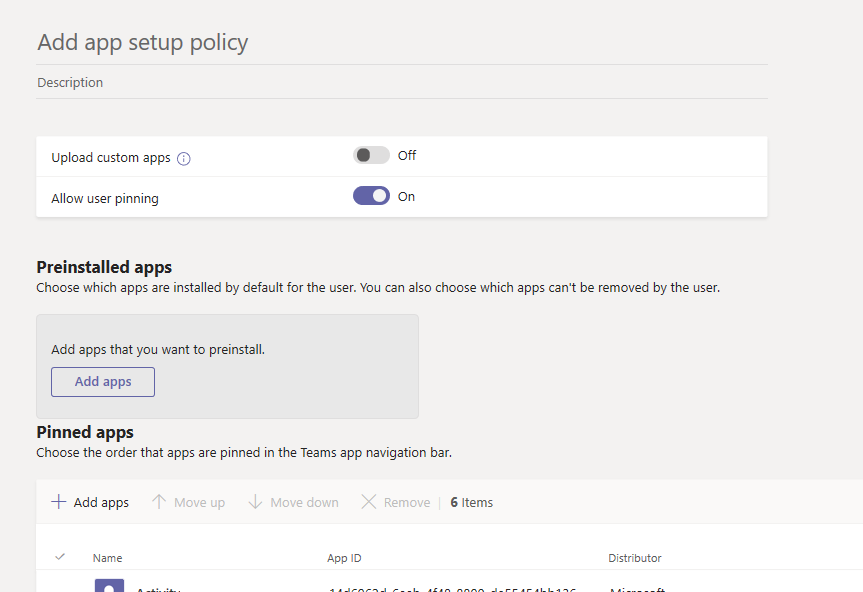 Add app setup policy
Description
Upload custom apps Off
Allow user pinning On
Preinstalled apps
Choose which apps are installed by default for the user. You can also choose which apps can't be removed by the user.
Add apps that you want to preinstall.
Add apps
Pinned apps
Choose the order that apps are pinned in the Teams app navigation bar.
Add apps Move up Move down Remove 6 Items
Name App ID Distributor
Activity Microsoft